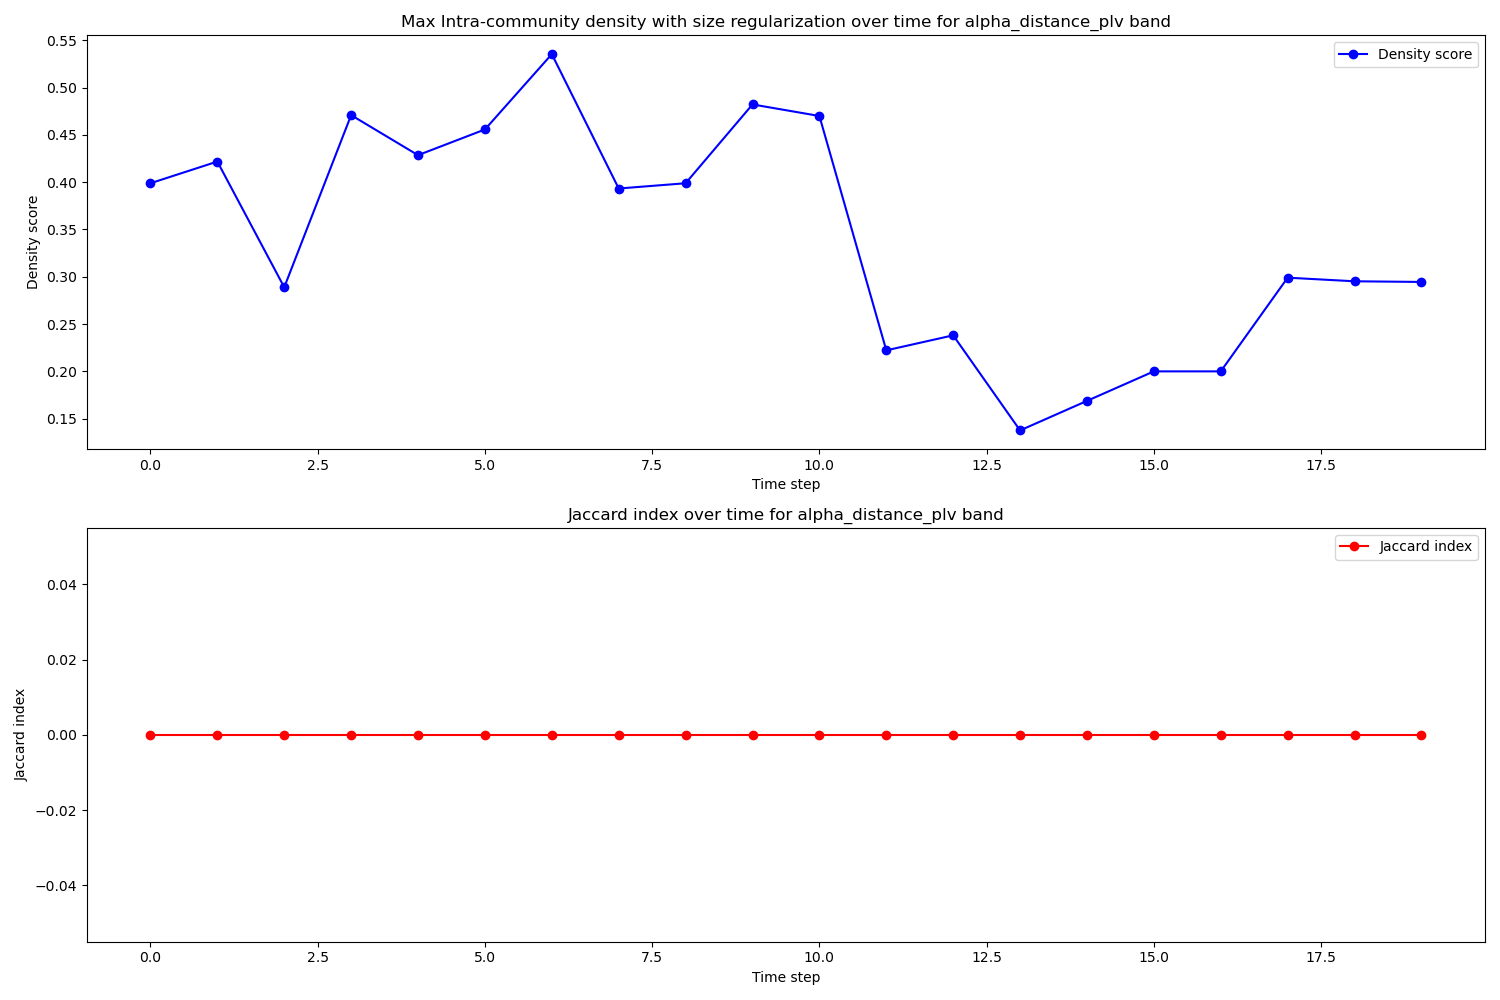 Max Intra-community density with size regularization over time for alpha_distance_plv band
Density score
0.55
0.50
0.45
0.40
0.35
0.30
0.25
0.20
0.15
Density score
0.0 2.5 5.0 7.5 10.0 12.5 15.0 17.5
Time step
Jaccard index over time for alpha_distance_plv band
Jaccard index
0.04
0.02
0.00
−0.02
−0.04
Jaccard index
0.0 2.5 5.0 7.5 10.0 12.5 15.0 17.5
Time step